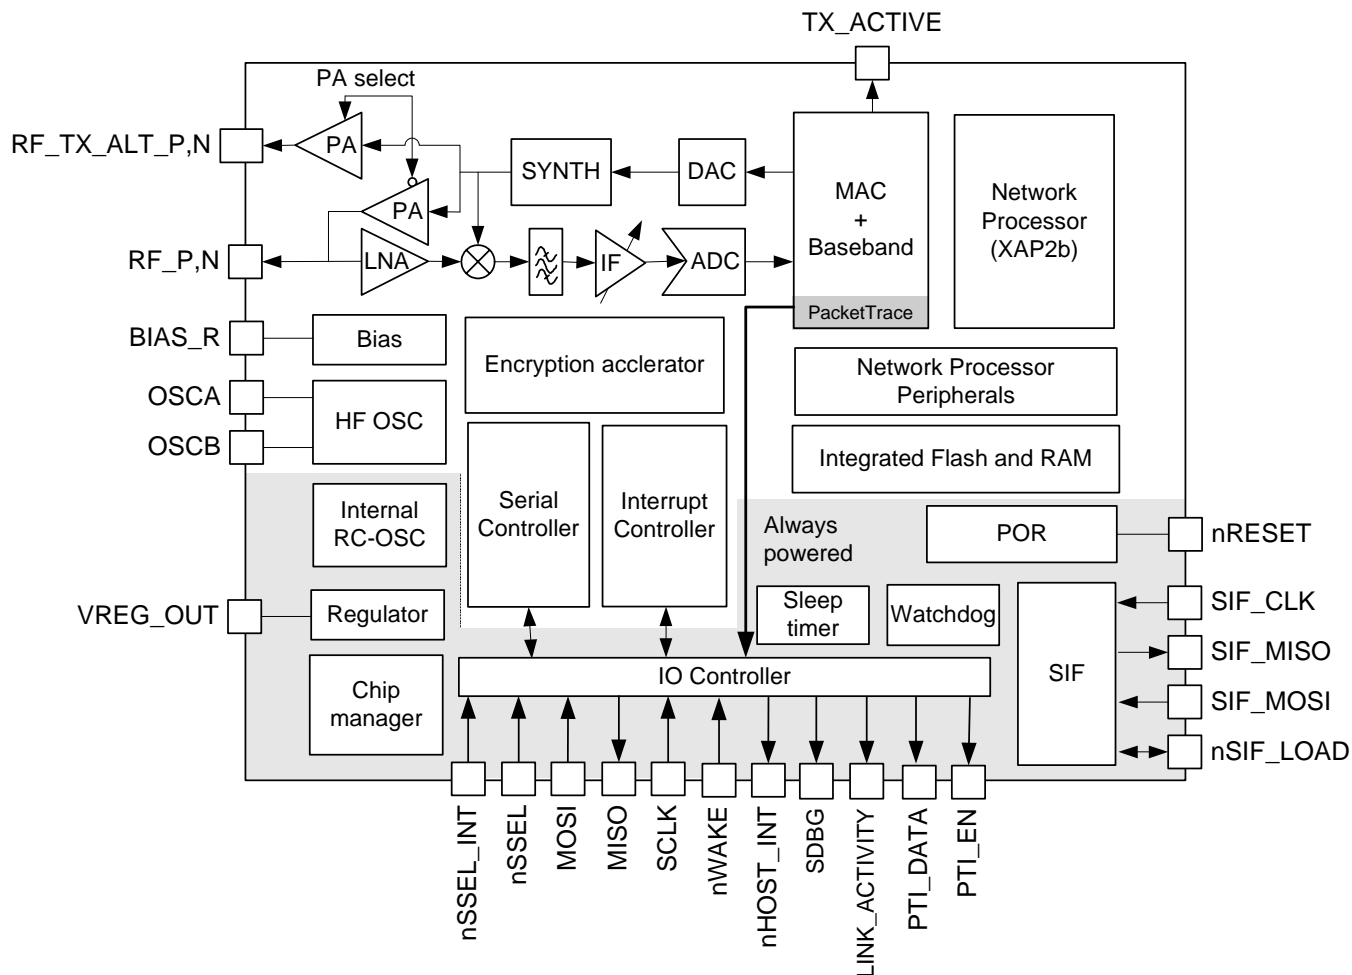 TX_ACTIVE
PA select
RF_TX_ALT_P,N
PA
SYNTH
DAC
MAC
+
Baseband
Network
Processor
(XAP2b)
PA
RF_P,N
LNA
IF
ADC
PacketTrace
BIAS_R
Bias
Encryption acclerator
Network Processor
Peripherals
OSCA
HF OSC
OSCB
Integrated Flash and RAM
Internal
RC-OSC
Serial
Controller
Interrupt
Controller
Always
powered
POR
nRESET
VREG_OUT
Regulator
Sleep
timer
Watchdog
SIF_CLK
SIF_MISO
SIF
SIF_MOSI
nSIF_LOAD
IO Controller
Chip
manager
nSSEL_INT
nSSEL
MOSI
MISO
SCLK
nWAKE
nHOST_INT
SDBG
LINK_ACTIVITY
PTI_DATA
PTI_EN